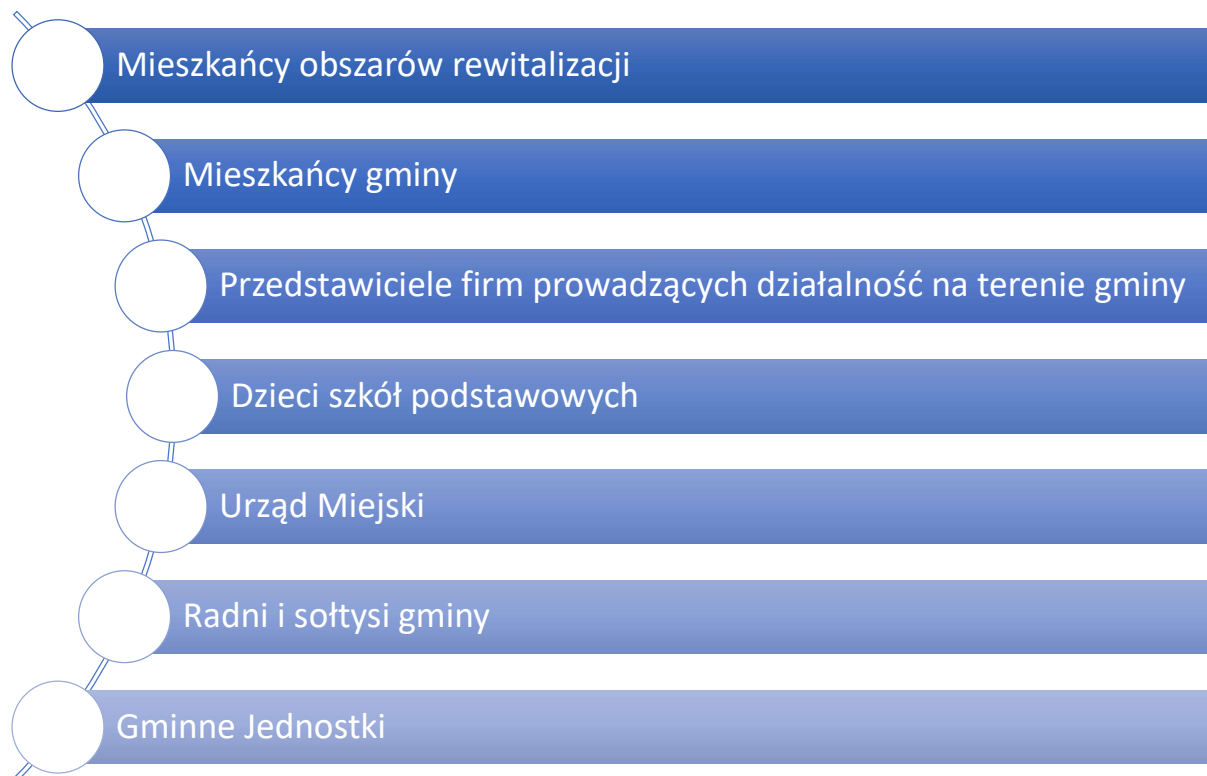 Mieszkańcy obszarów rewitalizacji
Mieszkańcy gminy
Przedstawiciele firm prowadzących działalność na terenie gminy
Dzieci szkół podstawowych
Urząd Miejski
Radni i sołtysi gminy
Gminne Jednostki